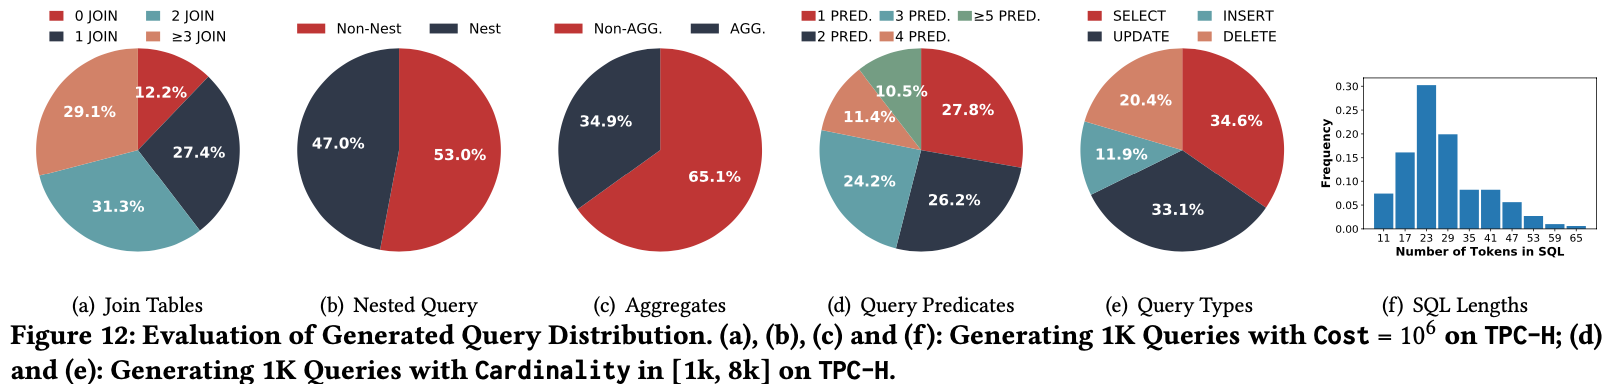 0 JOIN 2 JOIN
1 JOIN ≥3 JOIN
12.2%
29.1%
27.4%
31.3%
(a) Join Tables
Non-Nest Nest
47.0%
53.0%
(b) Nested Query
Non-AGG. AGG.
34.9%
65.1%
(c) Aggregates
1 PRED. 3 PRED. ≥5 PRED.
2 PRED. 4 PRED.
10.5%
27.8%
11.4%
24.2%
26.2%
(d) Query Predicates
SELECT INSERT
UPDATE DELETE
20.4%
34.6%
11.9%
33.1%
(e) Query Types
Frequency
0.30
0.25
0.20
0.15
0.10
0.05
0.00
11 17 23 29 35 41 47 53 59 65
Number of Tokens in SQL
(f) SQL Lengths
Figure 12: Evaluation of Generated Query Distribution. (a), (b), (c) and (f): Generating 1K Queries with Cost = 10⁶ on TPC-H; (d)
and (e): Generating 1K Queries with Cardinality in [1k, 8k] on TPC-H.